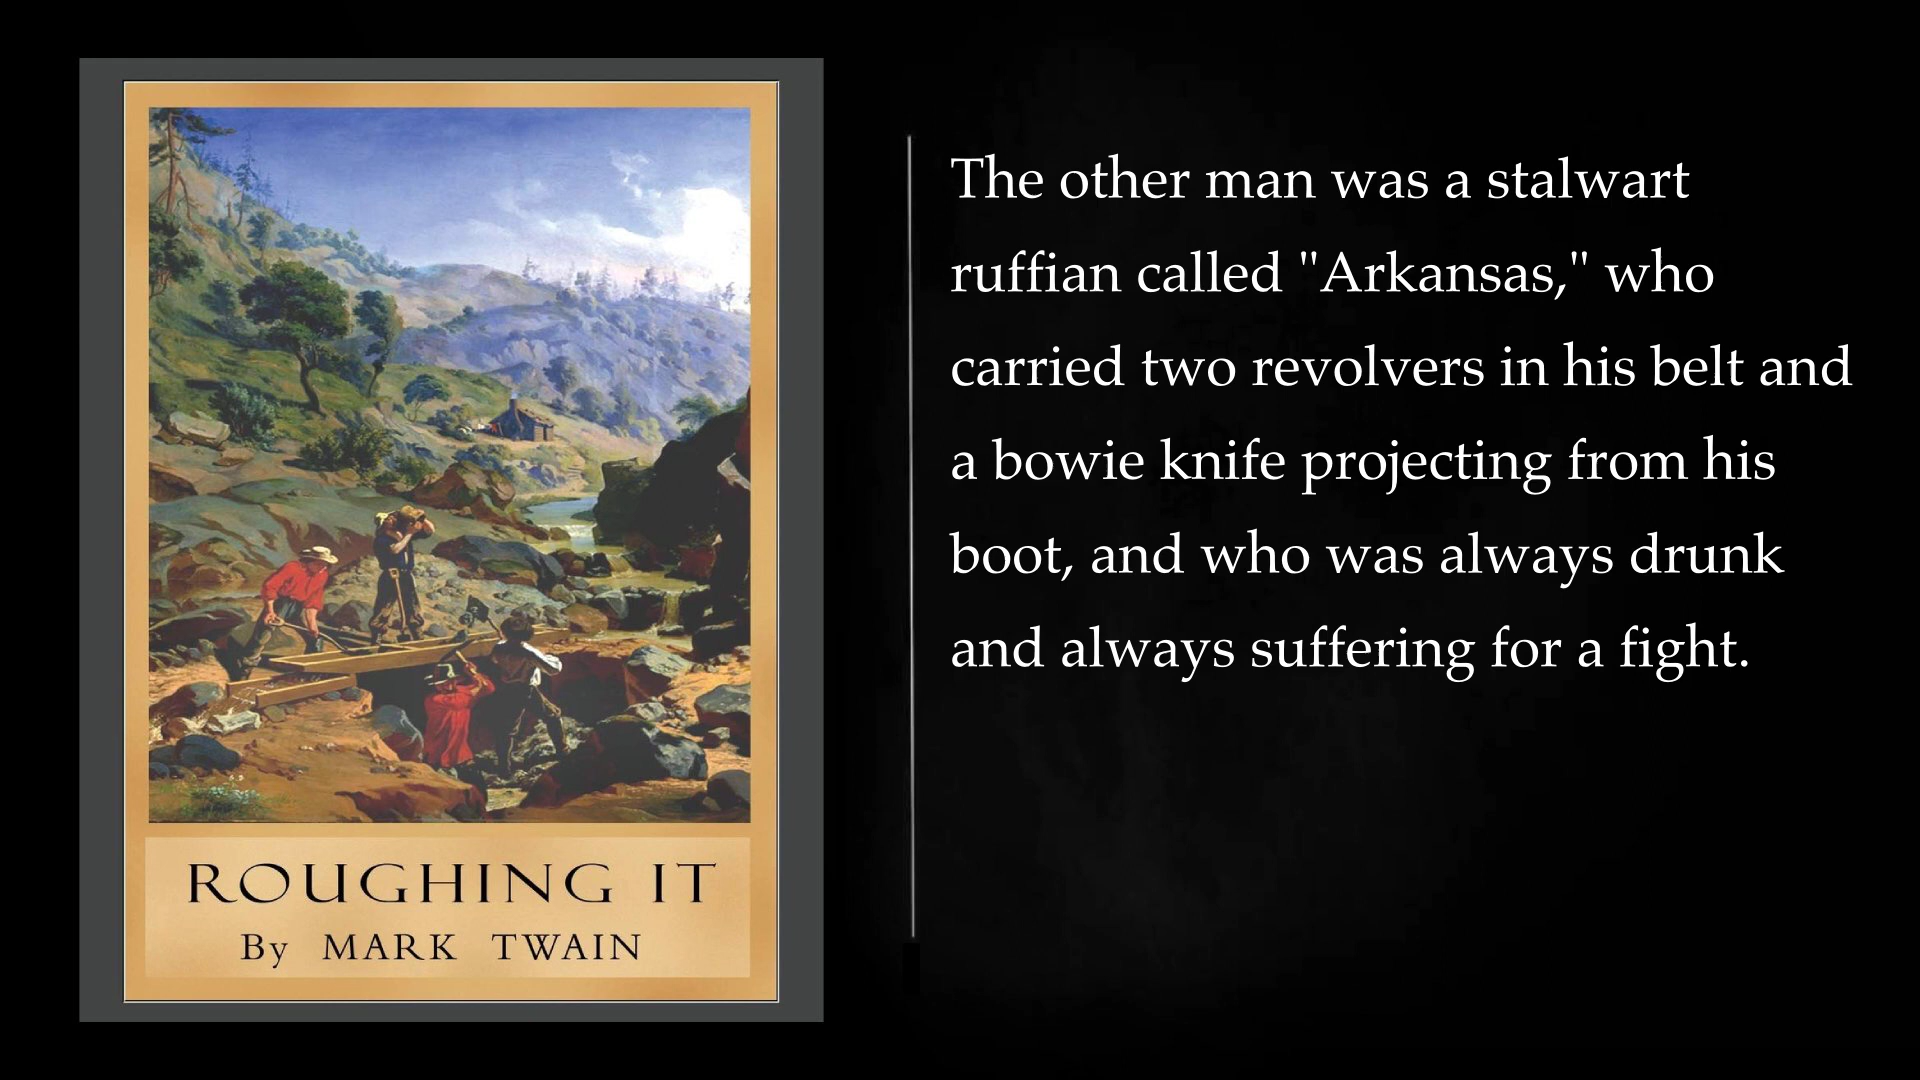 ROUGHING IT
By MARK TWAIN
The other man was a stalwart
ruffian called "Arkansas," who
carried two revolvers in his belt and
a bowie knife projecting from his
boot, and who was always drunk
and always suffering for a fight.